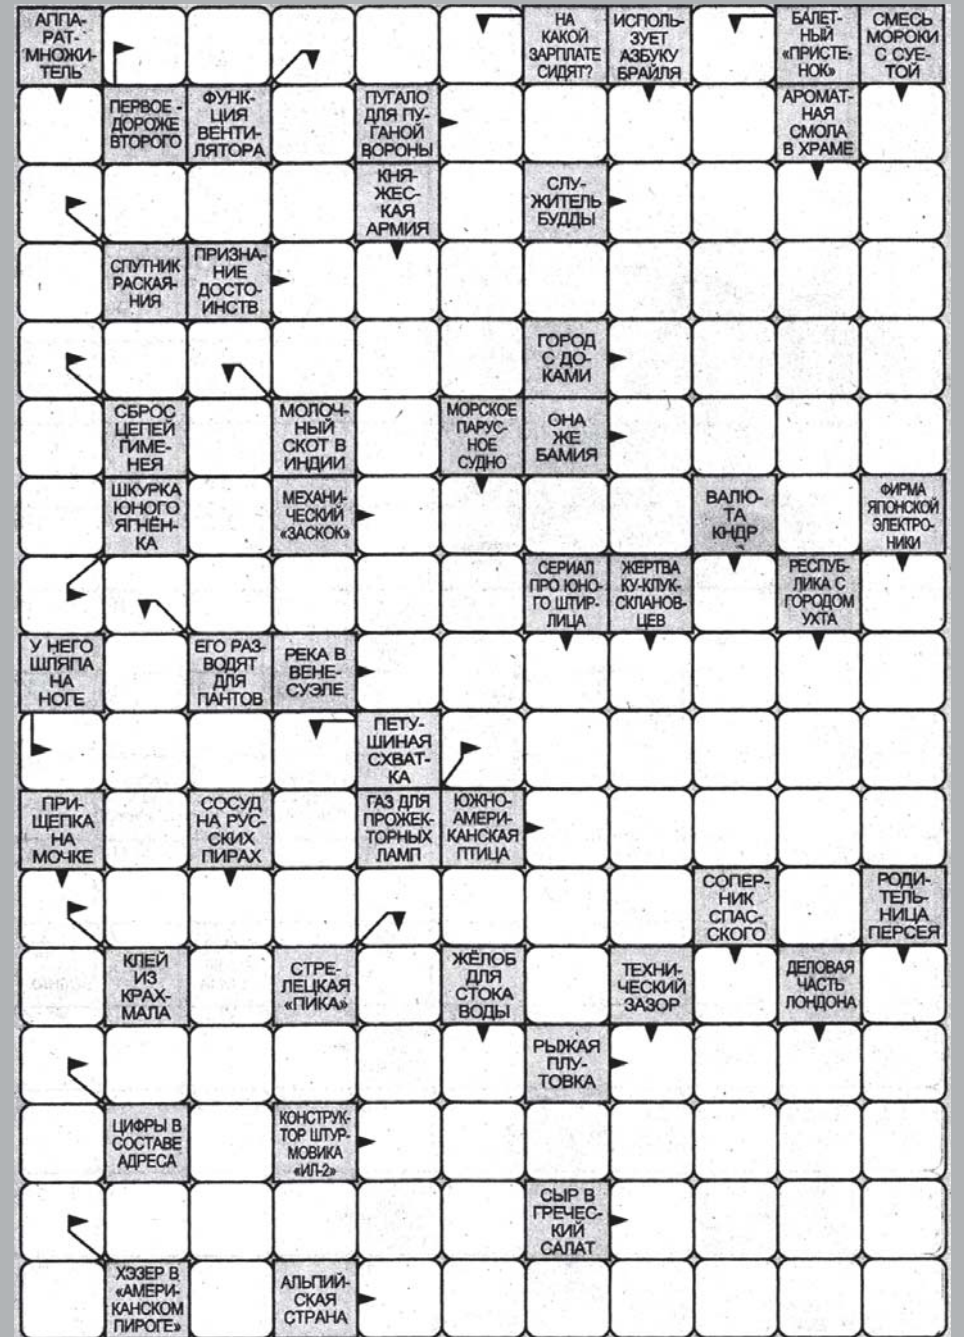 АППА-
РАТ-
МНОЖИ-
ТЕЛЬ
НА
КАКОЙ
ЗАРПЛАТЕ
СИДЯТ?
ИСПОЛЬ-
ЗУЕТ
АЗБУКУ
БРАЙЛЯ
БАЛЕТ-
НЫЙ
«ПРИСТЕ-
НОК»
СМЕСЬ
МОРОКИ
С СУЕ-
ТОЙ
ПЕРВОЕ -
ДОРОЖЕ
ВТОРОГО
ФУНК-
ЦИЯ
ВЕНТИ-
ЛЯТОРА
ПУГАЛО
ДЛЯ ПУ-
ГАНОЙ
ВОРОНЫ
АРОМАТ-
НАЯ
СМОЛА
В ХРАМЕ
КНЯ-
ЖЕС-
КАЯ
АРМИЯ
СЛУ-
ЖИТЕЛЬ
БУДДЫ
СПУТНИК
РАСКАЯ-
НИЯ
ПРИЗНА-
НИЕ
ДОСТО-
ИНСТВ
ГОРОД
С ДО-
КАМИ
СБРОС
ЦЕПЕЙ
ГИМЕ-
НЕЯ
МОЛОЧ-
НЫЙ
СКОТ В
ИНДИИ
МОРСКОЕ
ПАРУС-
НОЕ
СУДНО
ОНА
ЖЕ
БАМИЯ
ШКУРКА
ЮНОГО
ЯГНЁН-
КА
МЕХАНИ-
ЧЕСКИЙ
«ЗАСКОК»
ВАЛЮ-
ТА
КНДР
ФИРМА
ЯПОНСКОЙ
ЭЛЕКТРО-
НИКИ
СЕРИАЛ
ПРО ЮНО-
ГО ШТИР-
ЛИЦА
ЖЕРТВА
КУ-КЛУК-
СКЛАНОВ-
ЦЕВ
РЕСПУБ-
ЛИКА С
ГОРОДОМ
УХТА
У НЕГО
ШЛЯПА
НА
НОГЕ
ЕГО РАЗ-
ВОДЯТ
ДЛЯ
ПАНТОВ
РЕКА В
ВЕНЕ-
СУЭЛЕ
ПЕТУ-
ШИНАЯ
СХВАТ-
КА
ПРИ-
ЩЕПКА
НА
МОЧКЕ
СОСУД
НА РУС-
СКИХ
ПИРАХ
ГАЗ ДЛЯ
ПРОЖЕК-
ТОРНЫХ
ЛАМП
ЮЖНО-
АМЕРИ-
КАНСКАЯ
ПТИЦА
СОПЕР-
НИК
СПАС-
СКОГО
РОДИ-
ТЕЛЬ-
НИЦА
ПЕРСЕЯ
КЛЕЙ
ИЗ
КРАХ-
МАЛА
СТРЕ-
ЛЕЦКАЯ
«ПИКА»
ЖЁЛОБ
ДЛЯ
СТОКА
ВОДЫ
ТЕХНИ-
ЧЕСКИЙ
ЗАЗОР
ДЕЛОВАЯ
ЧАСТЬ
ЛОНДОНА
РЫЖАЯ
ПЛУ-
ТОВКА
ЦИФРЫ В
СОСТАВЕ
АДРЕСА
КОНСТРУК-
ТОР ШТУР-
МОВИКА
«ИЛ-2»
СЫР В
ГРЕЧЕС-
КИЙ
САЛАТ
ХЭЗЕР В
«АМЕРИ-
КАНСКОМ
ПИРОГЕ»
АЛЬПИЙ-
СКАЯ
СТРАНА